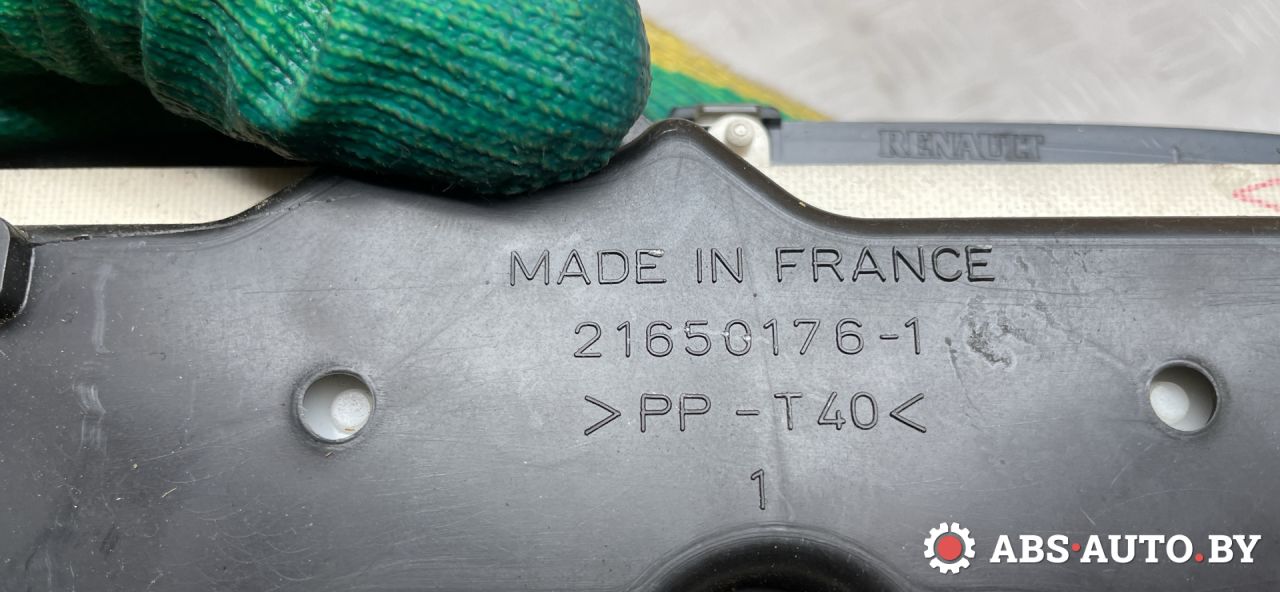 RENAULT
MADE IN FRANCE
21650176-1
>PP-T40<
1
ABS·AUTO.BY